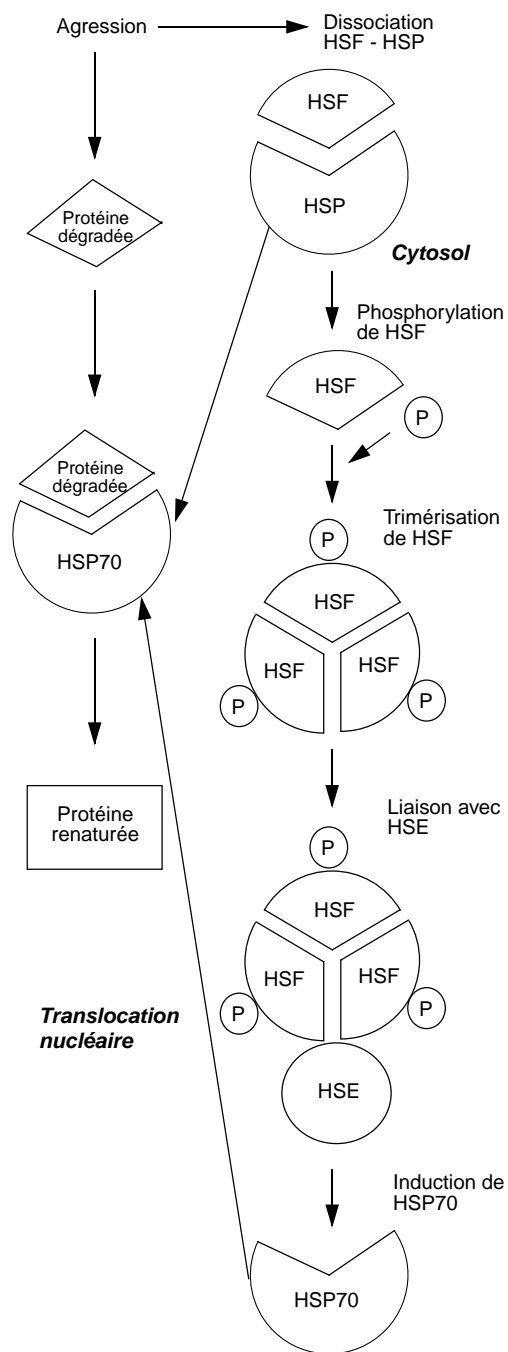 Agression
Dissociation
HSF - HSP
HSF
HSP
Protéine
dégradée
Cytosol
Phosphorylation
de HSF
HSF
P
Protéine
dégradée
HSP70
Trimérisation
de HSF
P
HSF
HSF
HSF
P
P
Protéine
renaturée
Liaison avec
HSE
P
HSF
HSF
HSF
P
P
Translocation
nucléaire
HSE
Induction de
HSP70
HSP70